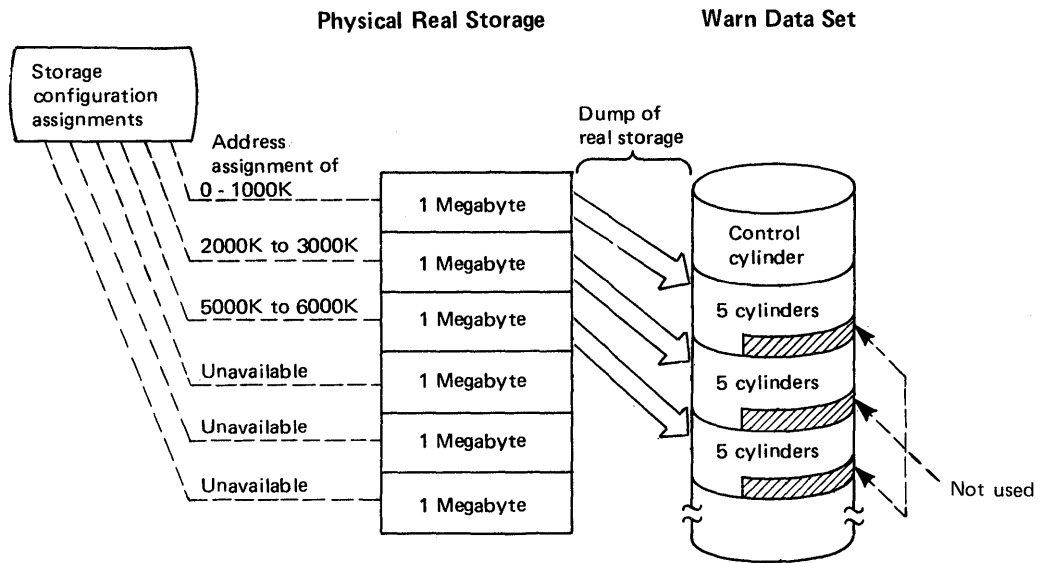 Physical Real Storage
Warn Data Set
Storage
configuration
assignments
Address
assignment of
0 - 1000K
2000K to 3000K
5000K to 6000K
Unavailable
Unavailable
Unavailable
1 Megabyte
1 Megabyte
1 Megabyte
1 Megabyte
1 Megabyte
1 Megabyte
Dump of
real storage
Control
cylinder
5 cylinders
5 cylinders
5 cylinders
Not used